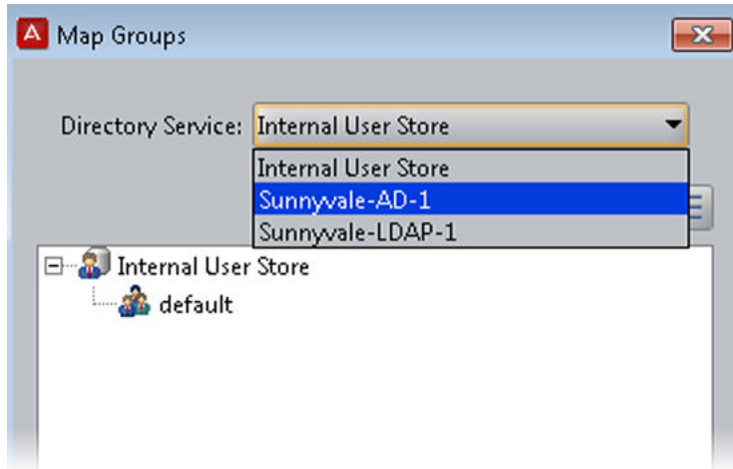 Map Groups
Directory Service: Internal User Store
Internal User Store
Sunnyvale-AD-1
Sunnyvale-LDAP-1
Internal User Store
default